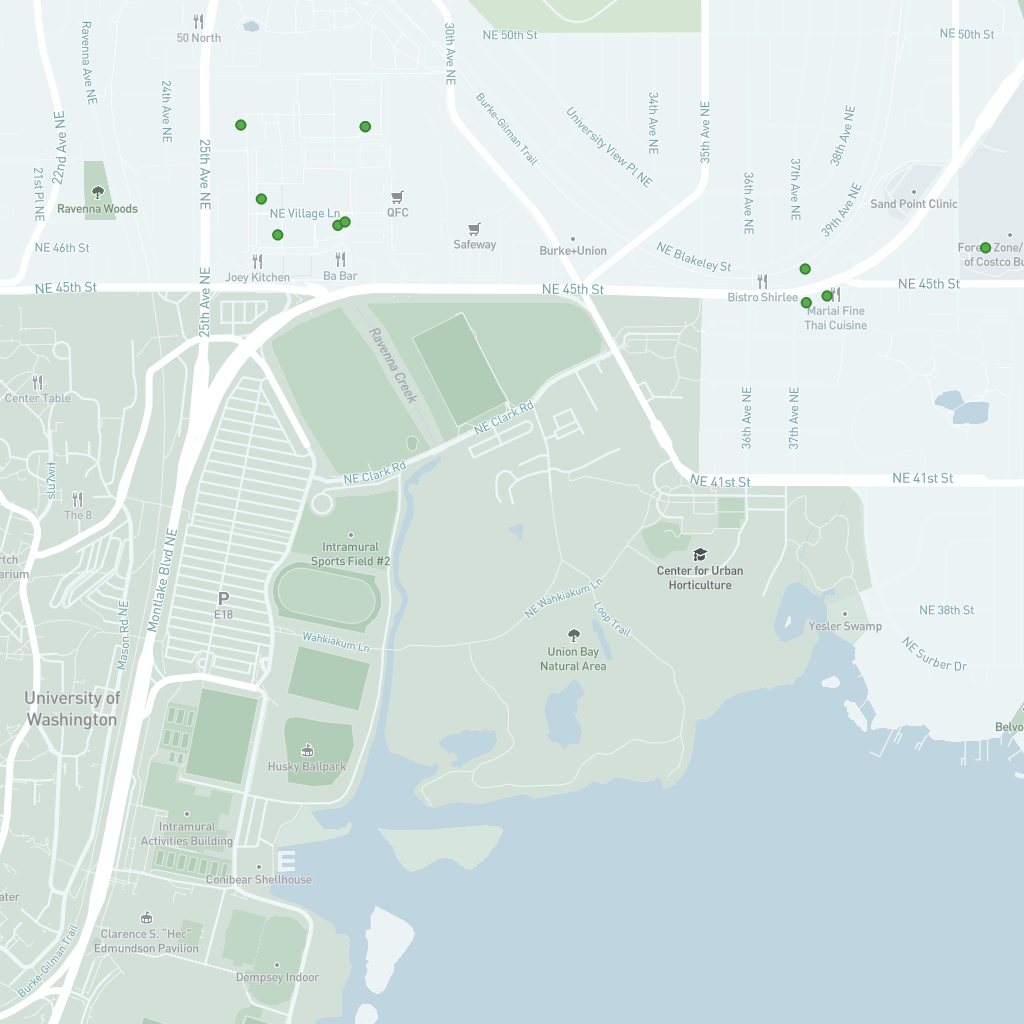 50 North
NE 50th St
NE 50th St
Ravenna Ave NE
24th Ave NE
30th Ave NE
Burke-Gilman Trail
University View Pl NE
34th Ave NE
35th Ave NE
38th Ave NE
22nd Ave NE
25th Ave NE
21st Pl NE
Ravenna Woods
NE Village Ln
QFC
36th Ave NE
37th Ave NE
39th Ave NE
Sand Point Clinic
NE 46th St
Safeway
Burke+Union
NE Blakeley St
of Costco Bu
Joey Kitchen
Ba Bar
NE 45th St
25th Ave NE
NE 45th St
Bistro Shirlee
NE 45th St
Marlai Fine
Thai Cuisine
Ravenna Creek
Center Table
NE Clark Rd
36th Ave NE
37th Ave NE
NE Clark Rd
NE 41st St
NE 41st St
The 8
Intramural
Sports Field #2
Center for Urban
Horticulture
Montlake Blvd NE
P
E18
Mason Rd NE
NE Wahkiakum Ln
Loop Trail
Wahkiakum Ln
Union Bay
Natural Area
NE 38th St
Yesler Swamp
NE Surber Dr
University of
Washington
Belvo
Husky Ballpark
Intramural
Activities Building
E
Conibear Shellhouse
Clarence S. "Hec"
Edmundson Pavilion
Burke-Gilman Trail
Dempsey Indoor